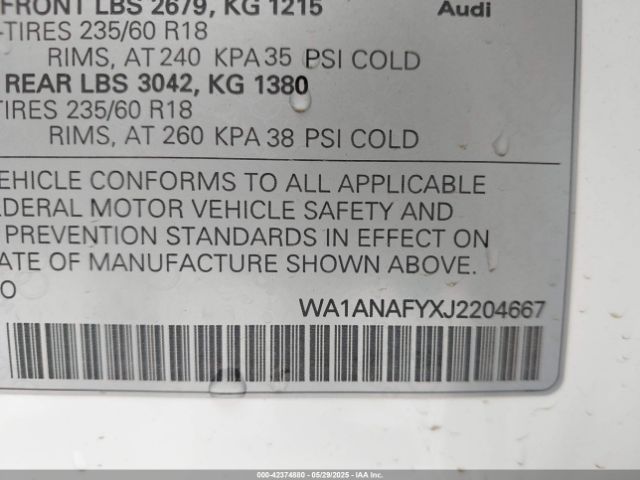 FRONT LBS 2679, KG 1215 Audi
-TIRES 235/60 R18
RIMS, AT 240 KPA 35 PSI COLD
REAR LBS 3042, KG 1380
TIRES 235/60 R18
RIMS, AT 260 KPA 38 PSI COLD
EHICLE CONFORMS TO ALL APPLICABLE
EDERAL MOTOR VEHICLE SAFETY AND
PREVENTION STANDARDS IN EFFECT ON
ATE OF MANUFACTURE SHOWN ABOVE.
O WA1ANAFYXJ2204667
000-42374880 - 05/29/2025 - IAA Inc.